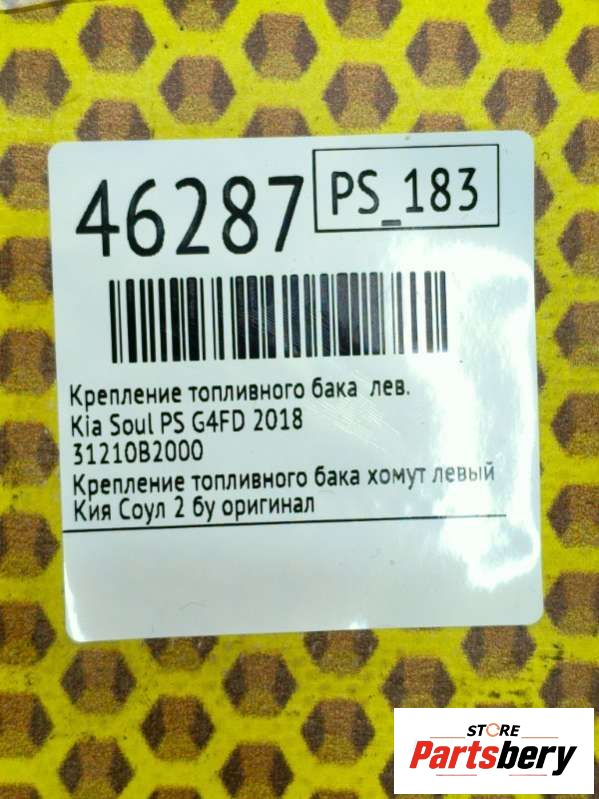 46287
PS_183
Крепление топливного бака лев.
Kia Soul PS G4FD 2018
31210B2000
Крепление топливного бака хомут левый
Кия Соул 2 бу оригинал
STORE
Partsbery